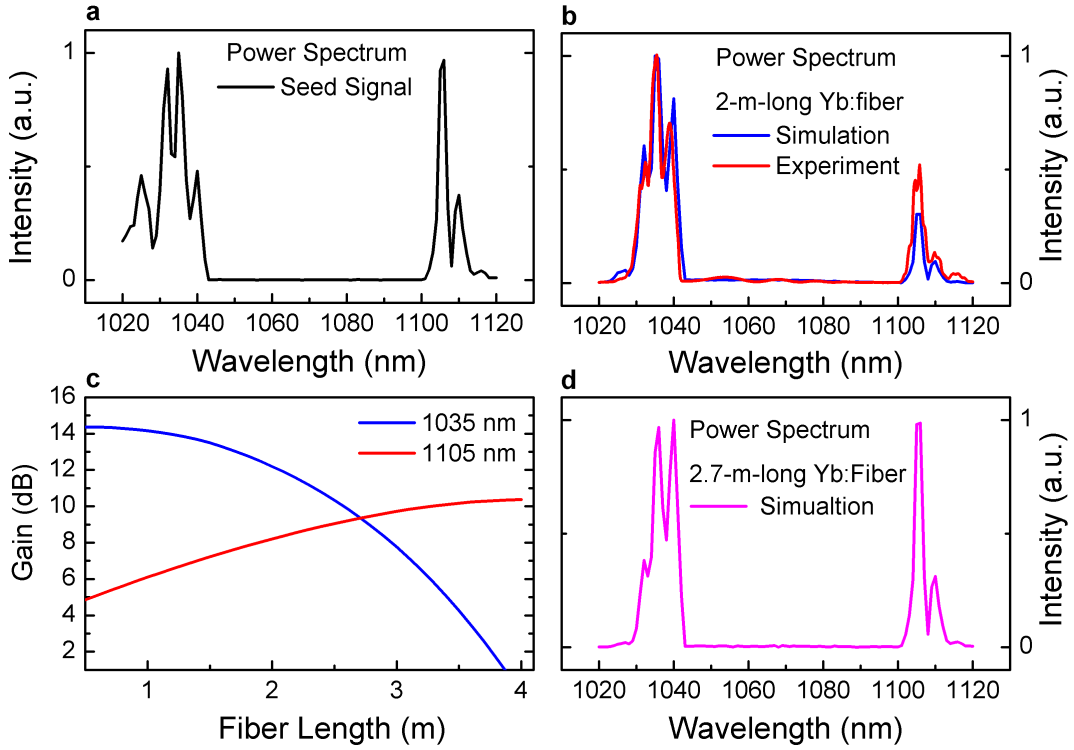 a
Power Spectrum
Seed Signal
1
0
Intensity (a.u.)
1020 1040 1060 1080 1100 1120
Wavelength (nm)
b
Power Spectrum
2-m-long Yb:fiber
Simulation
Experiment
1
0
Intensity (a.u.)
1020 1040 1060 1080 1100 1120
Wavelength (nm)
c
1035 nm
1105 nm
16
14
12
10
8
6
4
2
Gain (dB)
1 2 3 4
Fiber Length (m)
d
Power Spectrum
2.7-m-long Yb:Fiber
Simualtion
1
0
Intensity (a.u.)
1020 1040 1060 1080 1100 1120
Wavelength (nm)